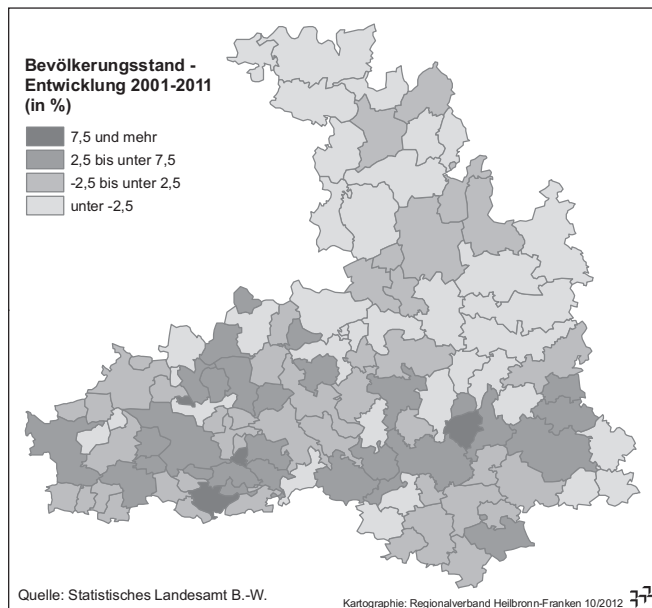 Bevölkerungsstand -
Entwicklung 2001-2011
(in %)
7,5 und mehr
2,5 bis unter 7,5
-2,5 bis unter 2,5
unter -2,5
Quelle: Statistisches Landesamt B.-W.
Kartographie: Regionalverband Heilbronn-Franken 10/2012